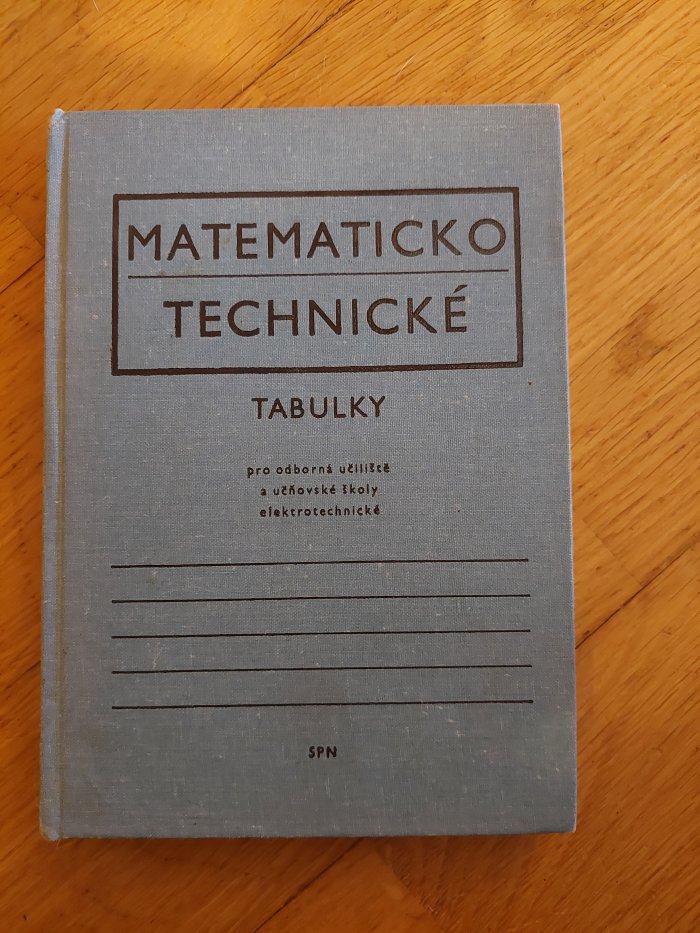 MATEMATICKO
TECHNICKÉ
TABULKY
pro odborná učiliště
a učňovské školy
elektrotechnické
SPN